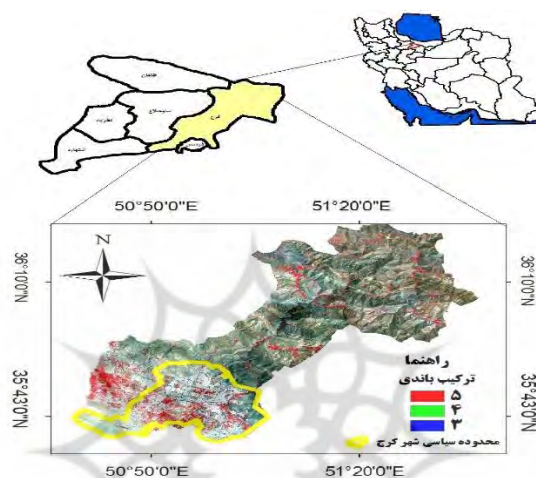 طالقان
ساوجبلاغ
کرج
نظرآباد
اشتهارد
50°50'0"E
51°20'0"E
36°10'0"N
36°10'0"N
N
راهنما
ترکیب باندی
۵
۴
۳
محدوده سیاسی شهر کرج
35°43'0"N
35°43'0"N
50°50'0"E
51°20'0"E